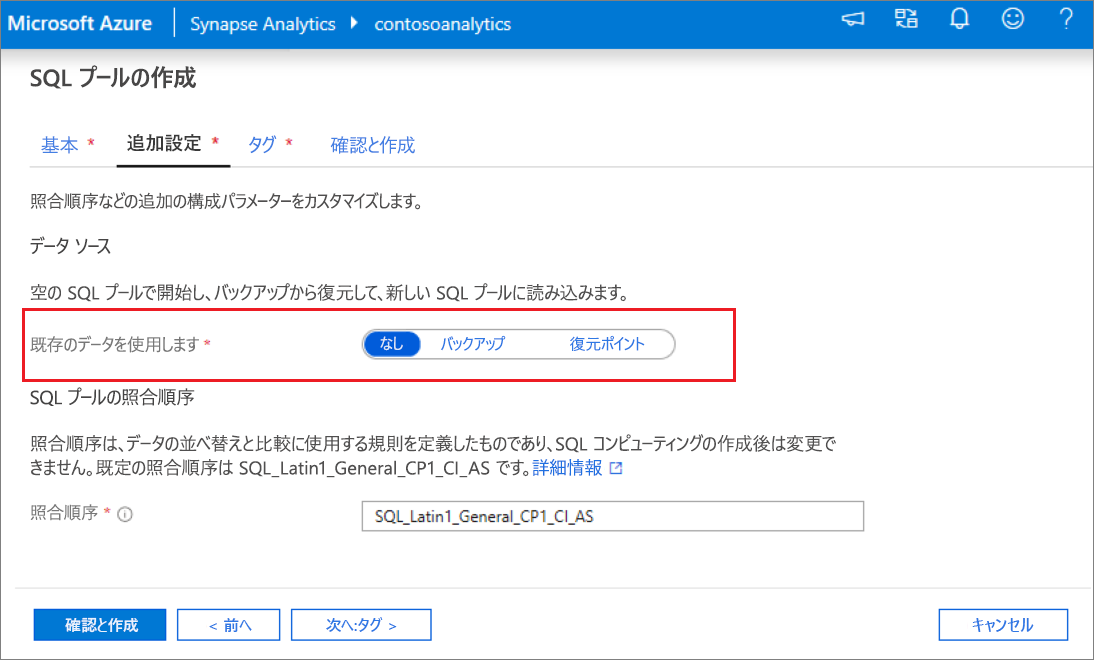 Microsoft Azure Synapse Analytics contosoanalytics ?
SQL プールの作成
基本 * 追加設定 * タグ * 確認と作成
照合順序などの追加の構成パラメーターをカスタマイズします。
データ ソース
空の SQL プールで開始し、バックアップから復元して、新しい SQL プールに読み込みます。
既存のデータを使用します * なし バックアップ 復元ポイント
SQL プールの照合順序
照合順序は、データの並べ替えと比較に使用する規則を定義したものであり、SQL コンピューティングの作成後は変更で
きません。既定の照合順序は SQL_Latin1_General_CP1_CI_AS です。詳細情報
照合順序 * SQL_Latin1_General_CP1_CI_AS
確認と作成 < 前へ 次へ:タグ > キャンセル